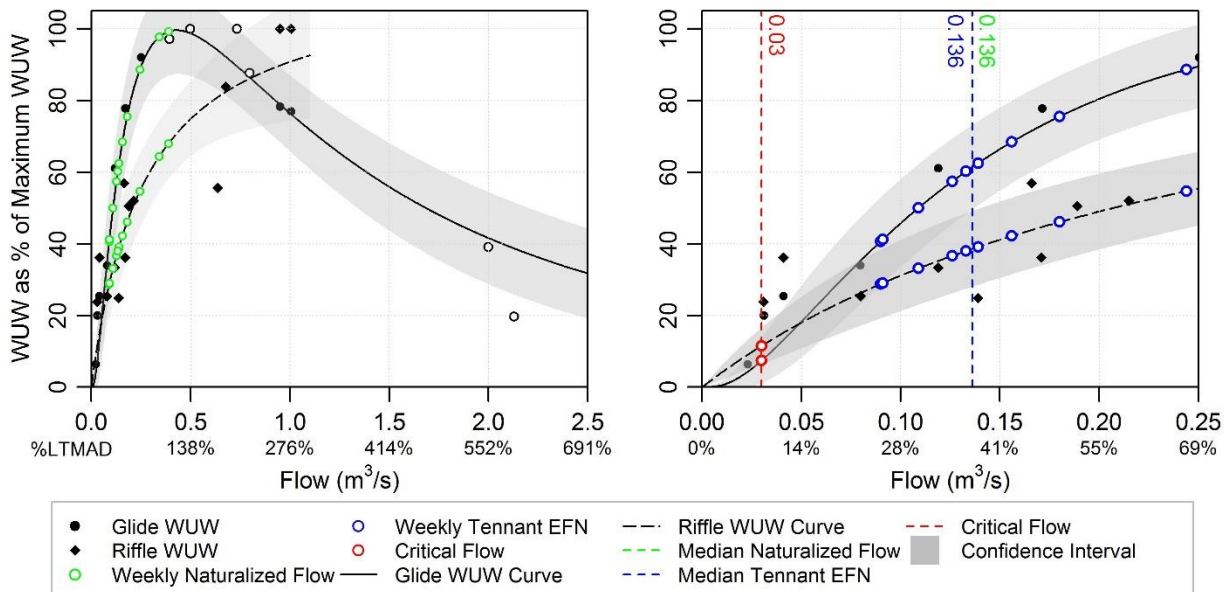 WUW as % of Maximum WUW
100
80
60
40
20
0
0.0 0.5 1.0 1.5 2.0 2.5
%LTMAD 138% 276% 414% 552% 691%
Flow (m³/s)
0.03
0.136
0.136
100
80
60
40
20
0
0.00 0.05 0.10 0.15 0.20 0.25
0% 14% 28% 41% 55% 69%
Flow (m³/s)
Glide WUW Weekly Tennant EFN Riffle WUW Curve Critical Flow
Riffle WUW Critical Flow Median Naturalized Flow Confidence Interval
Weekly Naturalized Flow Glide WUW Curve Median Tennant EFN